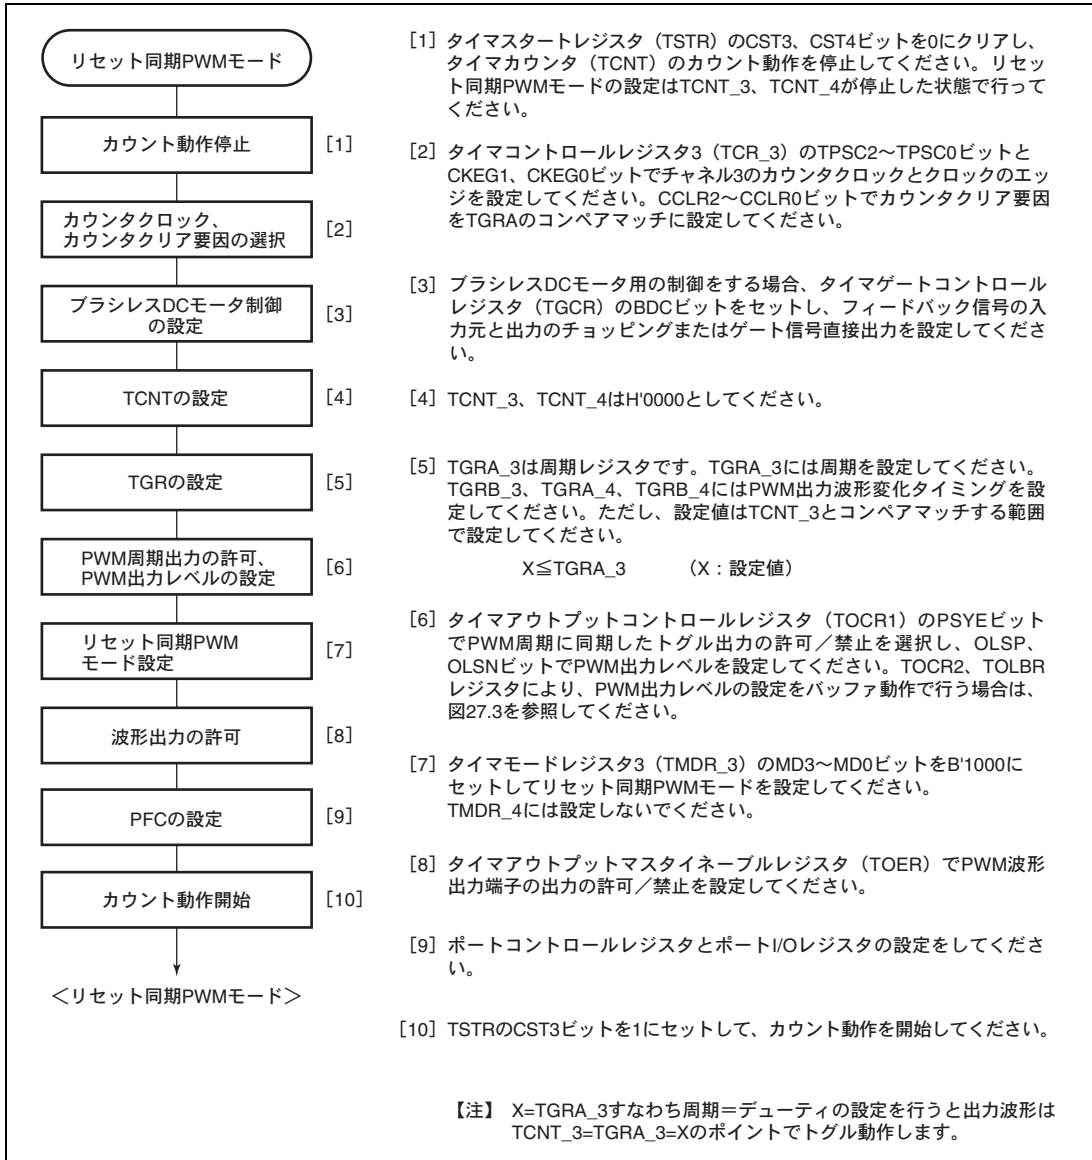 リセット同期PWMモード
カウント動作停止
[1]
カウンタクロック、
カウンタクリア要因の選択
[2]
ブラシレスDCモータ制御
の設定
[3]
TCNTの設定
[4]
TGRの設定
[5]
PWM周期出力の許可、
PWM出力レベルの設定
[6]
リセット同期PWM
モード設定
[7]
波形出力の許可
[8]
PFCの設定
[9]
カウント動作開始
[10]
＜リセット同期PWMモード＞
[1] タイマスタートレジスタ（TSTR）のCST3、CST4ビットを0にクリアし、
タイマカウンタ（TCNT）のカウント動作を停止してください。リセッ
ト同期PWMモードの設定はTCNT_3、TCNT_4が停止した状態で行って
ください。
[2] タイマコントロールレジスタ3（TCR_3）のTPSC2～TPSC0ビットと
CKEG1、CKEG0ビットでチャネル3のカウンタクロックとクロックのエッ
ジを設定してください。CCLR2～CCLR0ビットでカウンタクリア要因
をTGRAのコンペアマッチに設定してください。
[3] ブラシレスDCモータ用の制御をする場合、タイマゲートコントロール
レジスタ（TGCR）のBDCビットをセットし、フィードバック信号の入
力元と出力のチョッピングまたはゲート信号直接出力を設定してくださ
い。
[4] TCNT_3、TCNT_4はH'0000としてください。
[5] TGRA_3は周期レジスタです。TGRA_3には周期を設定してください。
TGRB_3、TGRA_4、TGRB_4にはPWM出力波形変化タイミングを設
定してください。ただし、設定値はTCNT_3とコンペアマッチする範囲
で設定してください。
X≦TGRA_3 （X：設定値）
[6] タイマアウトプットコントロールレジスタ（TOCR1）のPSYEビット
でPWM周期に同期したトグル出力の許可／禁止を選択し、OLSP、
OLSNビットでPWM出力レベルを設定してください。TOCR2、TOLBR
レジスタにより、PWM出力レベルの設定をバッファ動作で行う場合は、
図27.3を参照してください。
[7] タイマモードレジスタ3（TMDR_3）のMD3～MD0ビットをB'1000に
セットしてリセット同期PWMモードを設定してください。
TMDR_4には設定しないでください。
[8] タイマアウトプットマスタイネーブルレジスタ（TOER）でPWM波形
出力端子の出力の許可／禁止を設定してください。
[9] ポートコントロールレジスタとポートI/Oレジスタの設定をしてくださ
い。
[10] TSTRのCST3ビットを1にセットして、カウント動作を開始してください。
【注】 X=TGRA_3すなわち周期＝デューティの設定を行うと出力波形は
TCNT_3=TGRA_3=Xのポイントでトグル動作します。